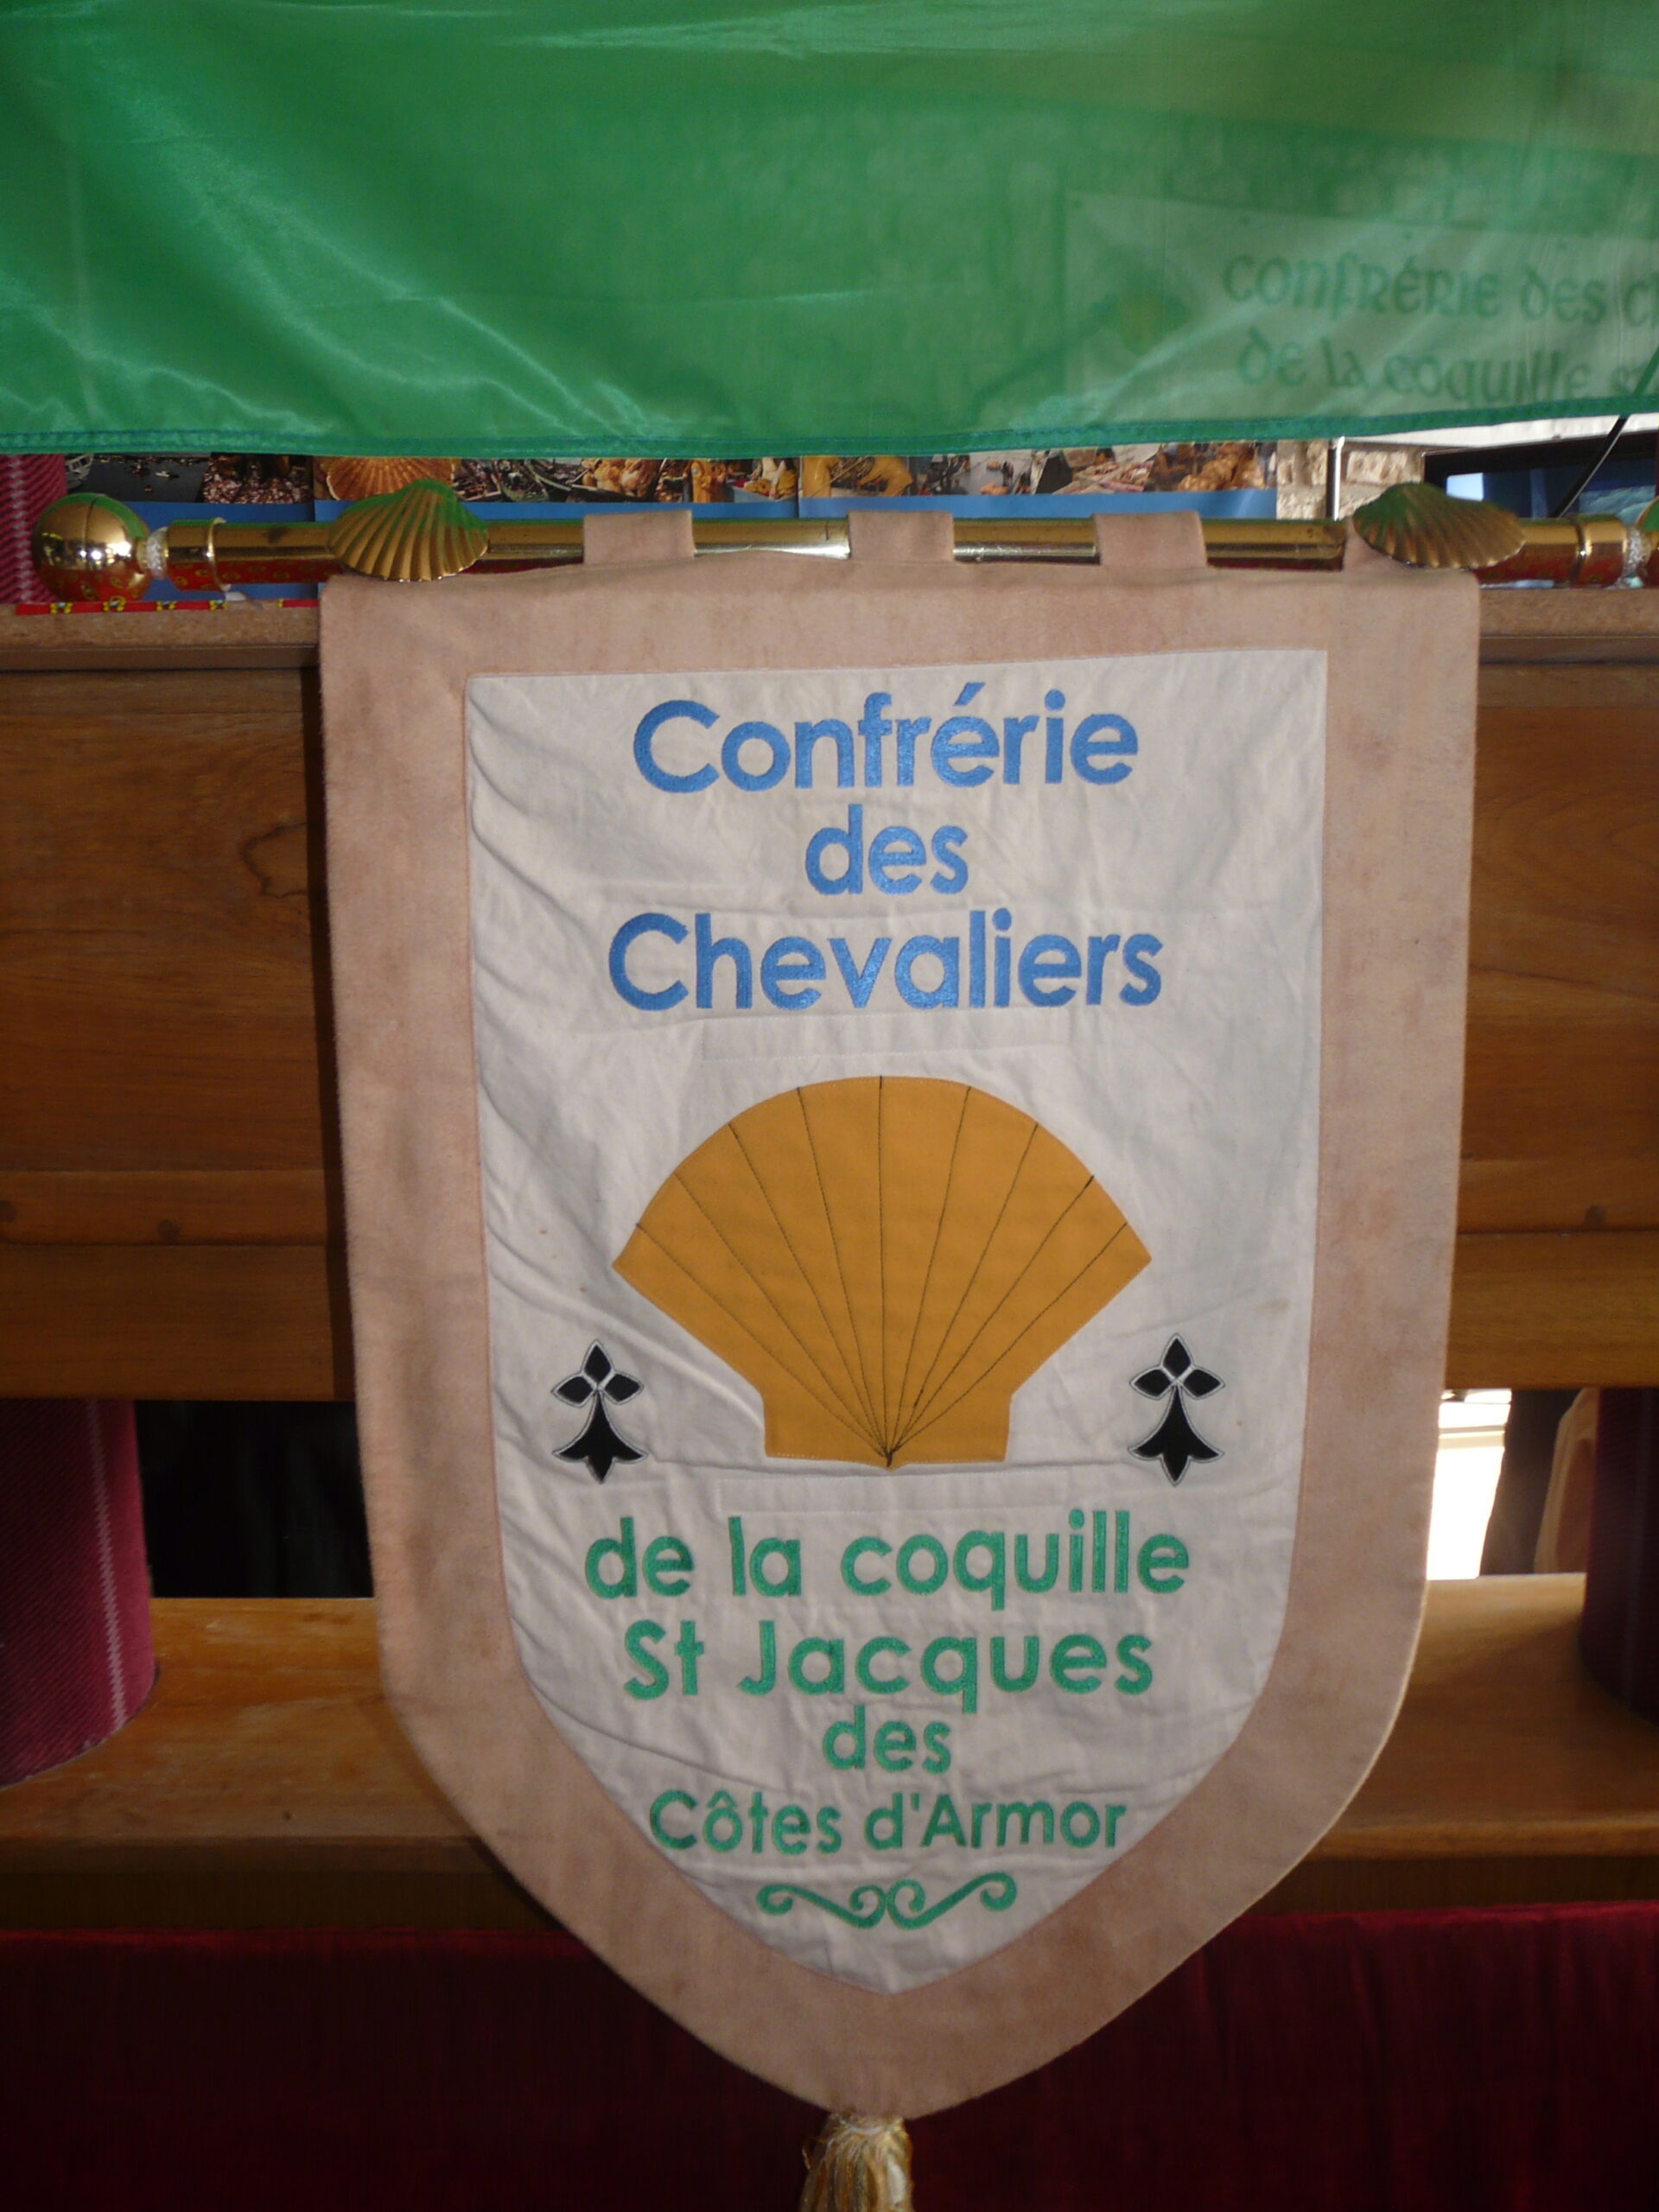 CONFRÉRIE DES
DE LA COQUILLE
Confrérie
des
Chevaliers
de la coquille
St Jacques
des
Côtes d'Armor